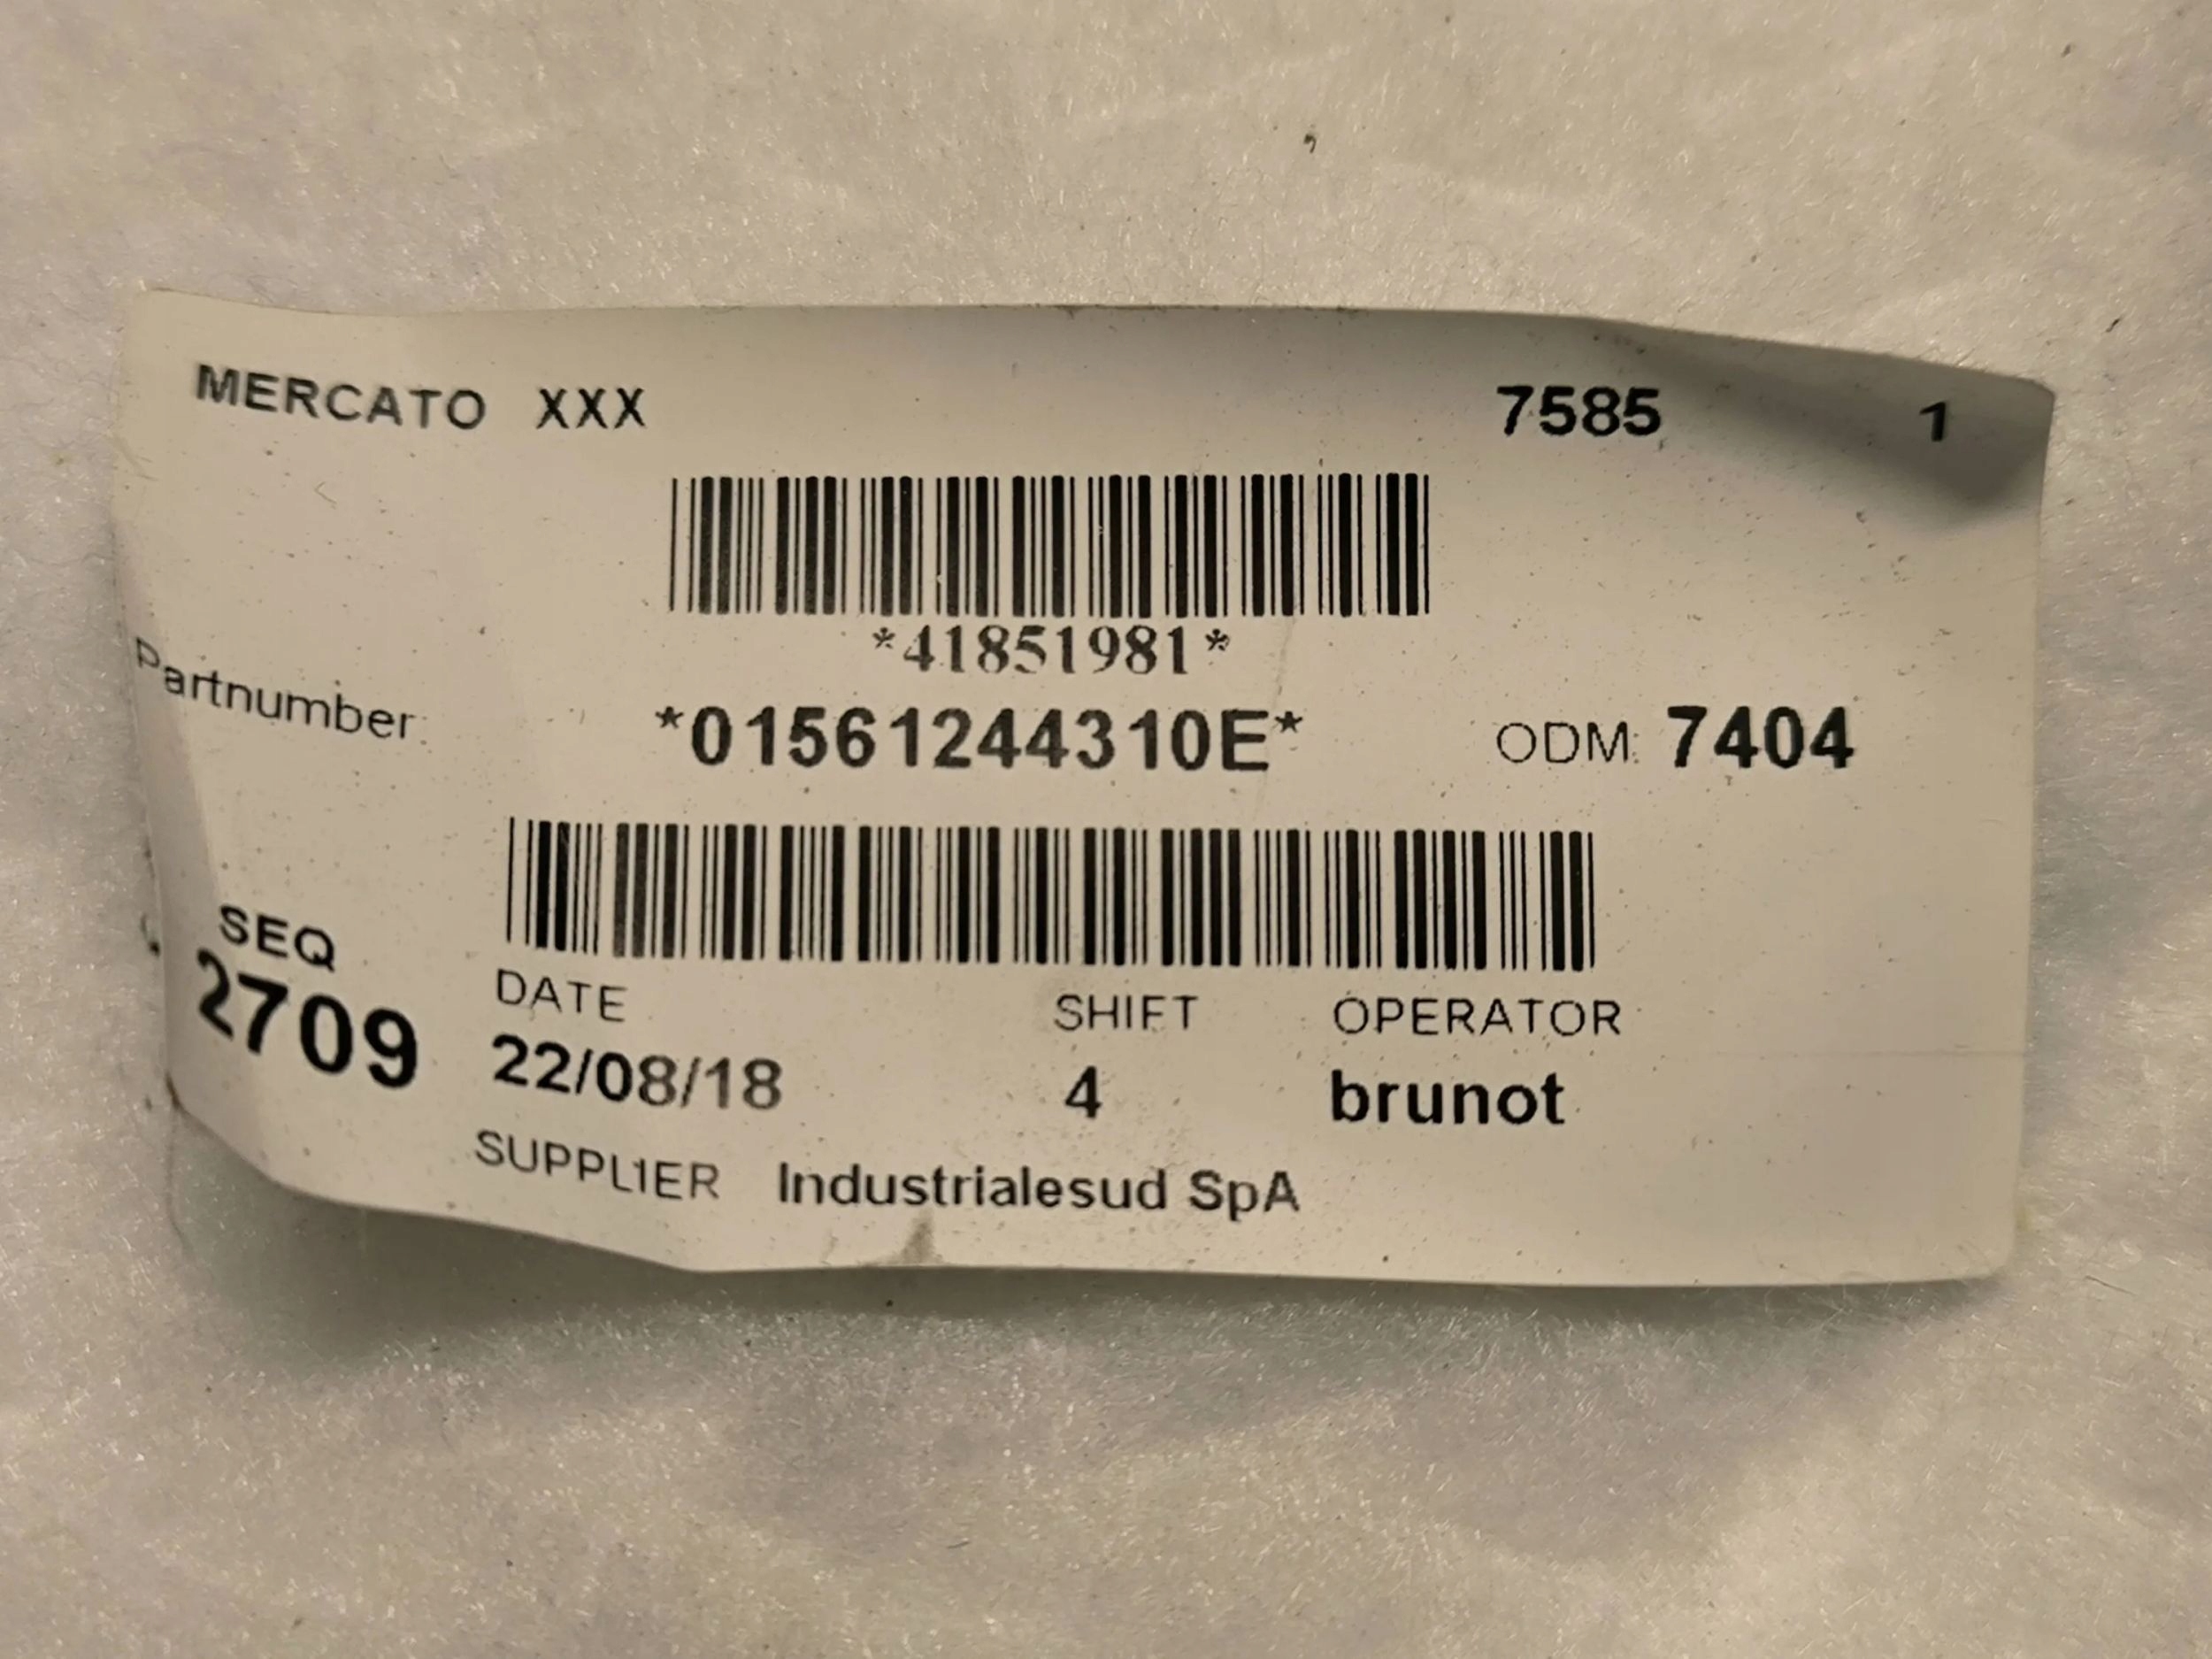 MERCATO XXX 7585 1
*41851981*
Partnumber: *01561244310E* ODM: 7404
SEQ
2709
DATE SHIFT OPERATOR
22/08/18 4 brunot
SUPPLIER Industrialesud SpA